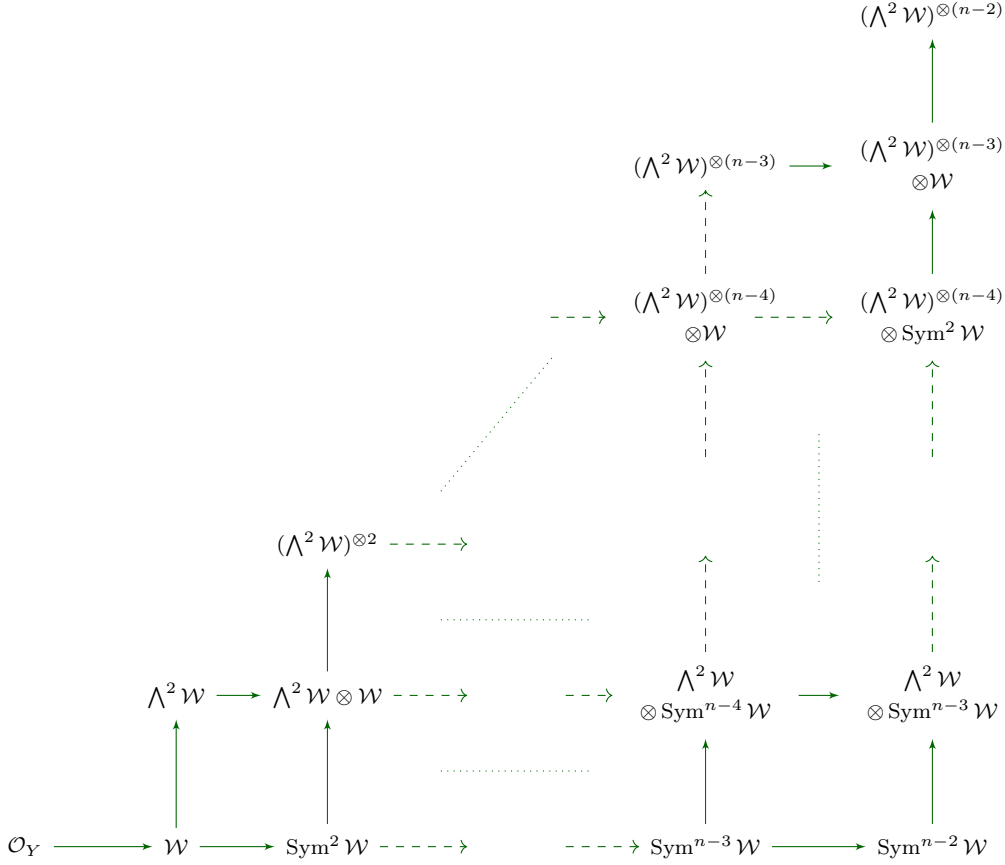 (⋀² 𝒲)^{⊗(n−2)}
(⋀² 𝒲)^{⊗(n−3)} (⋀² 𝒲)^{⊗(n−3)}
⊗𝒲
(⋀² 𝒲)^{⊗(n−4)} (⋀² 𝒲)^{⊗(n−4)}
⊗𝒲 ⊗ Sym² 𝒲
(⋀² 𝒲)^{⊗2}
⋀² 𝒲 ⋀² 𝒲 ⊗ 𝒲 ⋀² 𝒲 ⋀² 𝒲
⊗ Sym^{n−4} 𝒲 ⊗ Sym^{n−3} 𝒲
𝒪_Y 𝒲 Sym² 𝒲 Sym^{n−3} 𝒲 Sym^{n−2} 𝒲